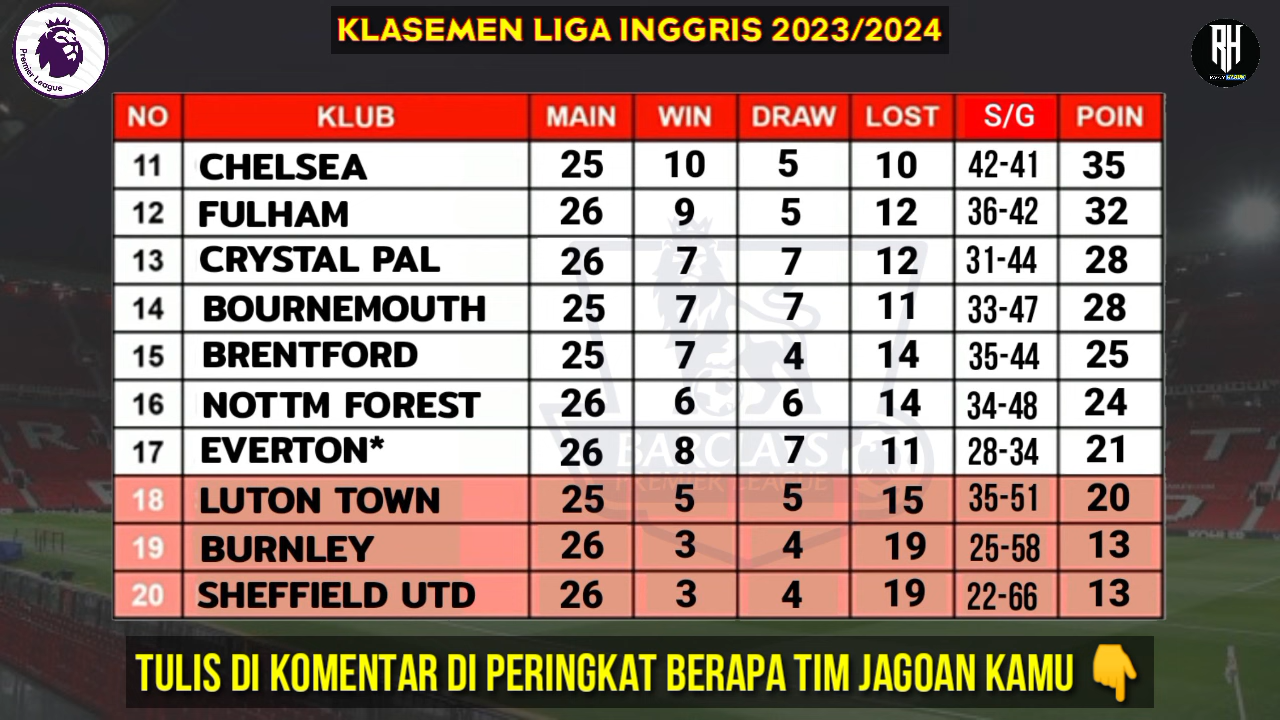 KLASEMEN LIGA INGGRIS 2023/2024
Premier League
RH
NO KLUB MAIN WIN DRAW LOST S/G POIN
11 CHELSEA 25 10 5 10 42-41 35
12 FULHAM 26 9 5 12 36-42 32
13 CRYSTAL PAL 26 7 7 12 31-44 28
14 BOURNEMOUTH 25 7 7 11 33-47 28
15 BRENTFORD 25 7 4 14 35-44 25
16 NOTTM FOREST 26 6 6 14 34-48 24
17 EVERTON* 26 8 7 11 28-34 21
18 LUTON TOWN 25 5 5 15 35-51 20
19 BURNLEY 26 3 4 19 25-58 13
20 SHEFFIELD UTD 26 3 4 19 22-66 13
BARCLAYS
PREMIER LEAGUE
TULIS DI KOMENTAR DI PERINGKAT BERAPA TIM JAGOAN KAMU 👇